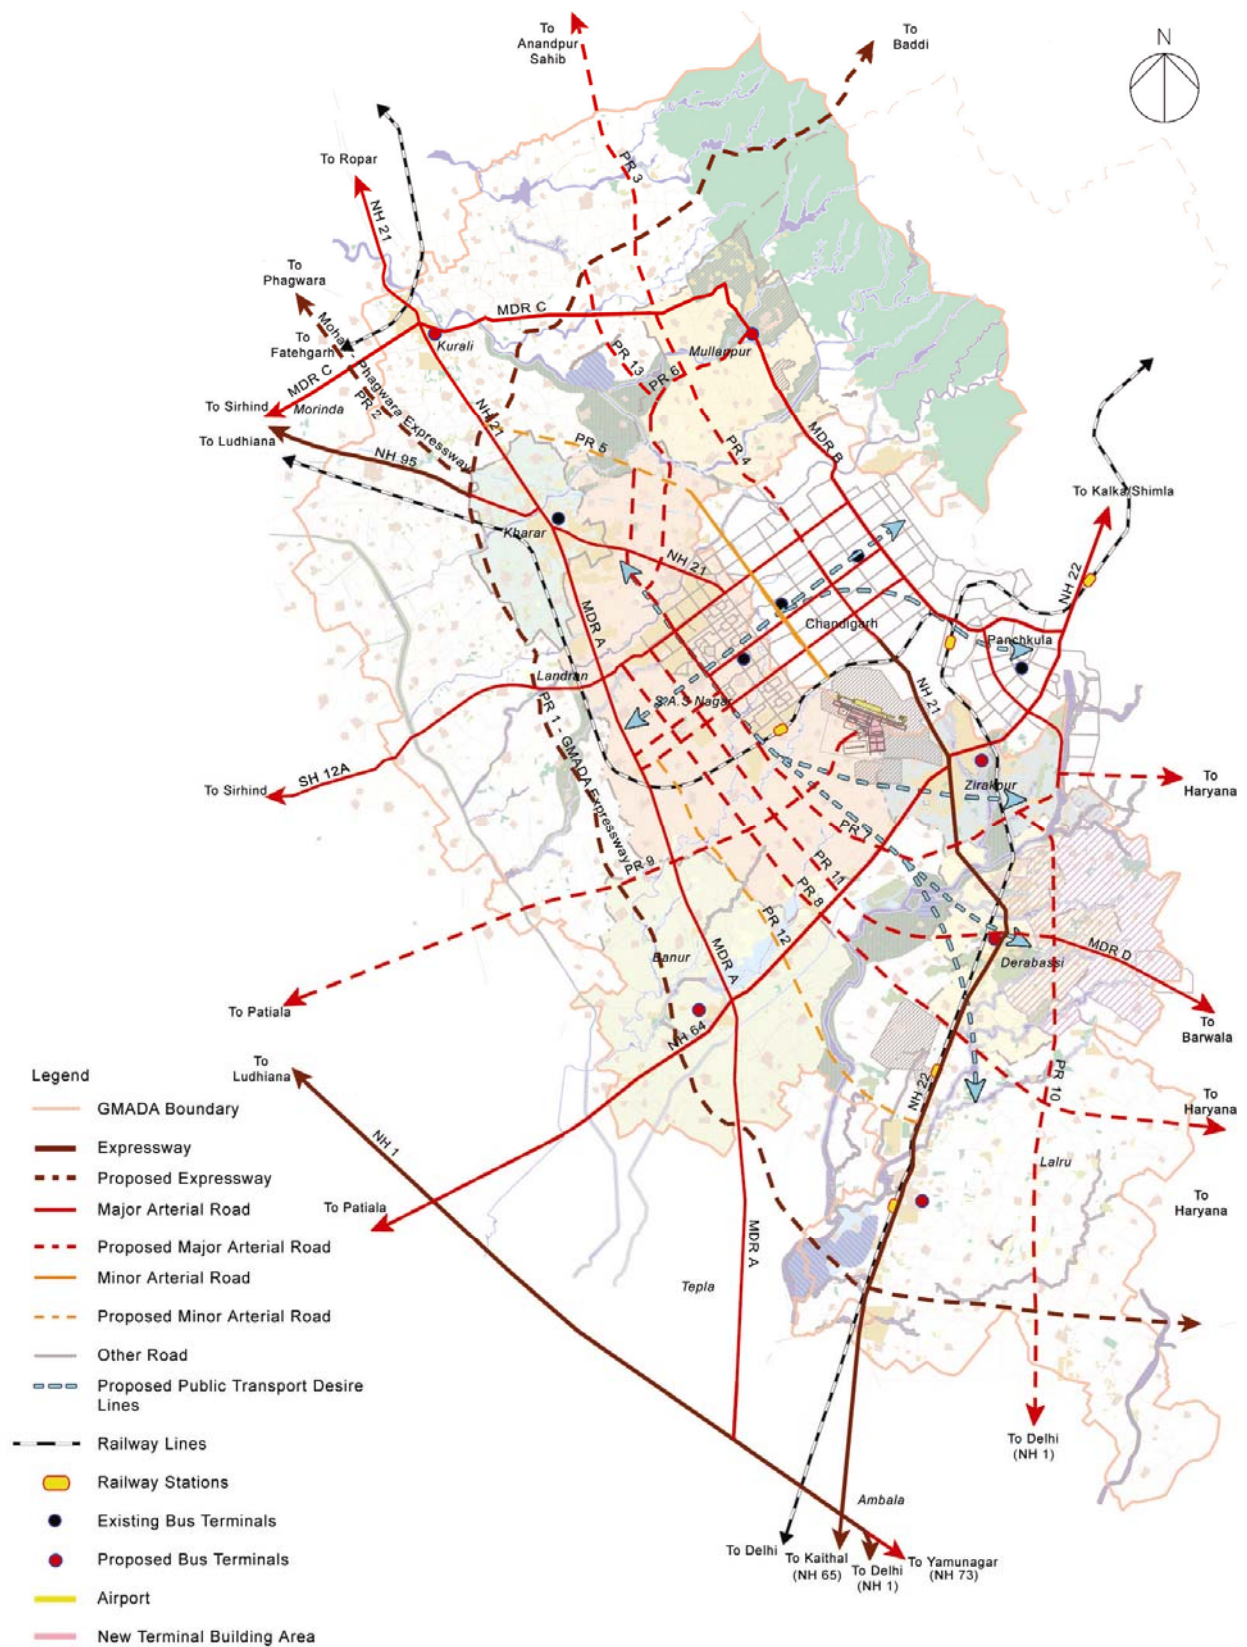 To
Anandpur
Sahib
To
Baddi
N
To Ropar
NH 21
PR 3
To
Phagwara
To
Fatehgarh
MDR C
Mohali - Phagwara Expressway
PR 2
To Sirhind
Morinda
To Ludhiana
NH 95
MDR C
Kurali
NH 21
Mullanpur
PR 13
PR 6
PR 5
PR 4
MDR B
To Kalka/Shimla
NH 22
Kharar
NH 21
MDR A
Chandigarh
Panchkula
Landran
S.A.S Nagar
NH 21
PR 1 - GMADA Expressway
SH 12A
To Sirhind
Zirakpur
To
Haryana
PR 7
PR 9
PR 11
PR 8
PR 12
Banur
MDR A
Derabassi
MDR D
To Patiala
To
Barwala
NH 64
To
Ludhiana
NH 1
NH 22
PR 10
To
Haryana
Lalru
To
Haryana
To Patiala
MDR A
Tepla
To Delhi
(NH 1)
Ambala
To Delhi
To Kaithal
(NH 65)
To Delhi
(NH 1)
To Yamunagar
(NH 73)
Legend
GMADA Boundary
Expressway
Proposed Expressway
Major Arterial Road
Proposed Major Arterial Road
Minor Arterial Road
Proposed Minor Arterial Road
Other Road
Proposed Public Transport Desire
Lines
Railway Lines
Railway Stations
Existing Bus Terminals
Proposed Bus Terminals
Airport
New Terminal Building Area